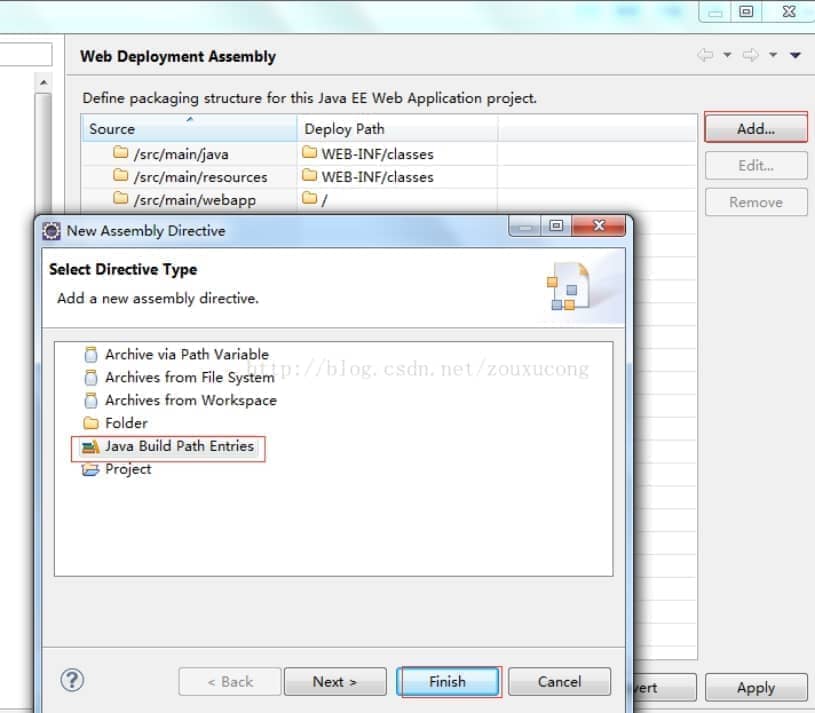 Web Deployment Assembly
Define packaging structure for this Java EE Web Application project.
Source Deploy Path
/src/main/java WEB-INF/classes
/src/main/resources WEB-INF/classes
/src/main/webapp /
Add...
Edit...
Remove
New Assembly Directive
Select Directive Type
Add a new assembly directive.
Archive via Path Variable
http://blog.csdn.net/zouxucong
Archives from File System
Archives from Workspace
Folder
Java Build Path Entries
Project
< Back Next > Finish Cancel
vert Apply